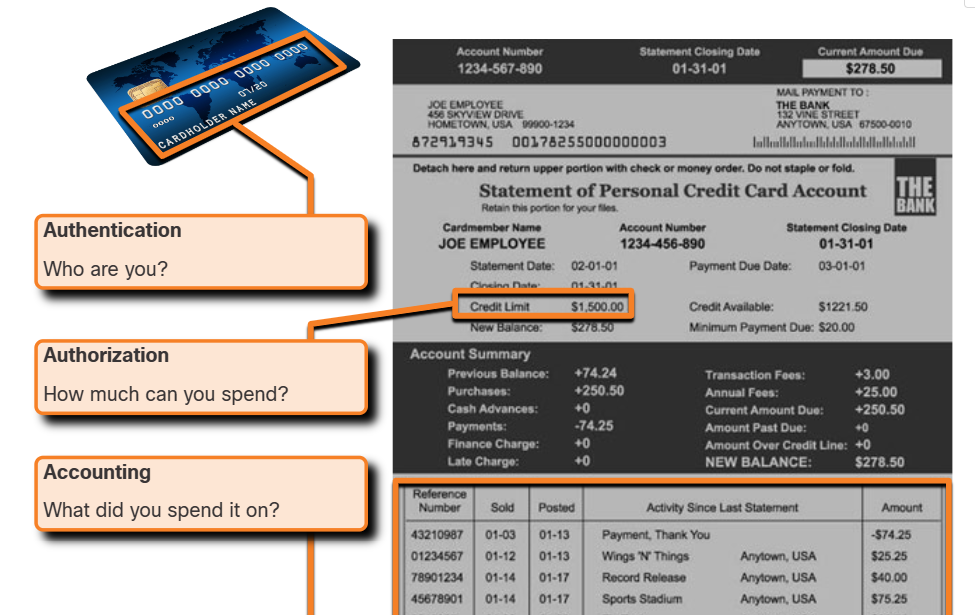 0000 0000 0000 0000
0000
07/20
CARDHOLDER NAME
Authentication
Who are you?
Authorization
How much can you spend?
Accounting
What did you spend it on?
Account Number Statement Closing Date Current Amount Due
1234-567-890 01-31-01 $278.50
JOE EMPLOYEE
456 SKYVIEW DRIVE
HOMETOWN, USA 99900-1234
MAIL PAYMENT TO :
THE BANK
132 VINE STREET
ANYTOWN, USA 67500-0010
872919345 00178255000000003
Detach here and return upper portion with check or money order. Do not staple or fold.
Statement of Personal Credit Card Account
Retain this portion for your files.
THE
BANK
Cardmember Name Account Number Statement Closing Date
JOE EMPLOYEE 1234-456-890 01-31-01
Statement Date: 02-01-01 Payment Due Date: 03-01-01
Closing Date: 01-31-01
Credit Limit $1,500.00 Credit Available: $1221.50
New Balance: $278.50 Minimum Payment Due: $20.00
Account Summary
Previous Balance: +74.24 Transaction Fees: +3.00
Purchases: +250.50 Annual Fees: +25.00
Cash Advances: +0 Current Amount Due: +250.50
Payments: -74.25 Amount Past Due: +0
Finance Charge: +0 Amount Over Credit Line: +0
Late Charge: +0 NEW BALANCE: $278.50
Reference
Number Sold Posted Activity Since Last Statement Amount
43210987 01-03 01-13 Payment, Thank You -$74.25
01234567 01-12 01-13 Wings 'N' Things Anytown, USA $25.25
78901234 01-14 01-17 Record Release Anytown, USA $40.00
45678901 01-14 01-17 Sports Stadium Anytown, USA $75.25